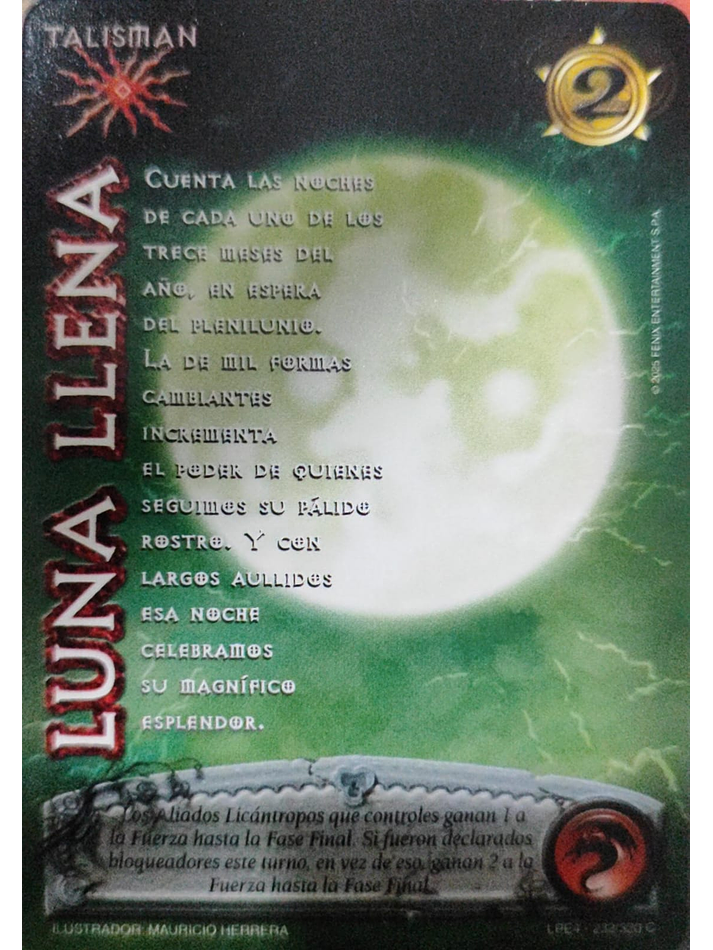 TALISMAN
2
LUNA LLENA
CUENTA LAS NOCHES
DE CADA UNO DE LOS
TRECE MESES DEL
AÑO, EN ESPERA
DEL PLENILUNIO.
LA DE MIL FORMAS
CAMBIANTES
INCREMENTA
EL PODER DE QUIENES
SEGUIMOS SU PÁLIDO
ROSTRO. Y CON
LARGOS AULLIDOS
ESA NOCHE
CELEBRAMOS
SU MAGNÍFICO
ESPLENDOR.
© 2025 FENIX ENTERTAINMENT S.P.A.
Los Aliados Licántropos que controles ganan 1 a
la Fuerza hasta la Fase Final. Si fueron declarados
bloqueadores este turno, en vez de eso, ganan 2 a la
Fuerza hasta la Fase Final.
ILUSTRADOR: MAURICIO HERRERA
LPE4 - 233/320 C